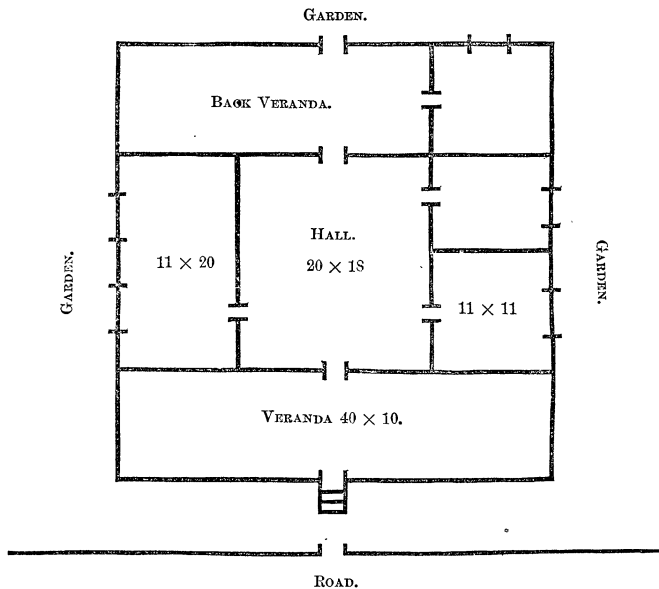 GARDEN.
BACK VERANDA.
HALL.
11 × 20
20 × 18
GARDEN.
GARDEN.
11 × 11
VERANDA 40 × 10.
ROAD.